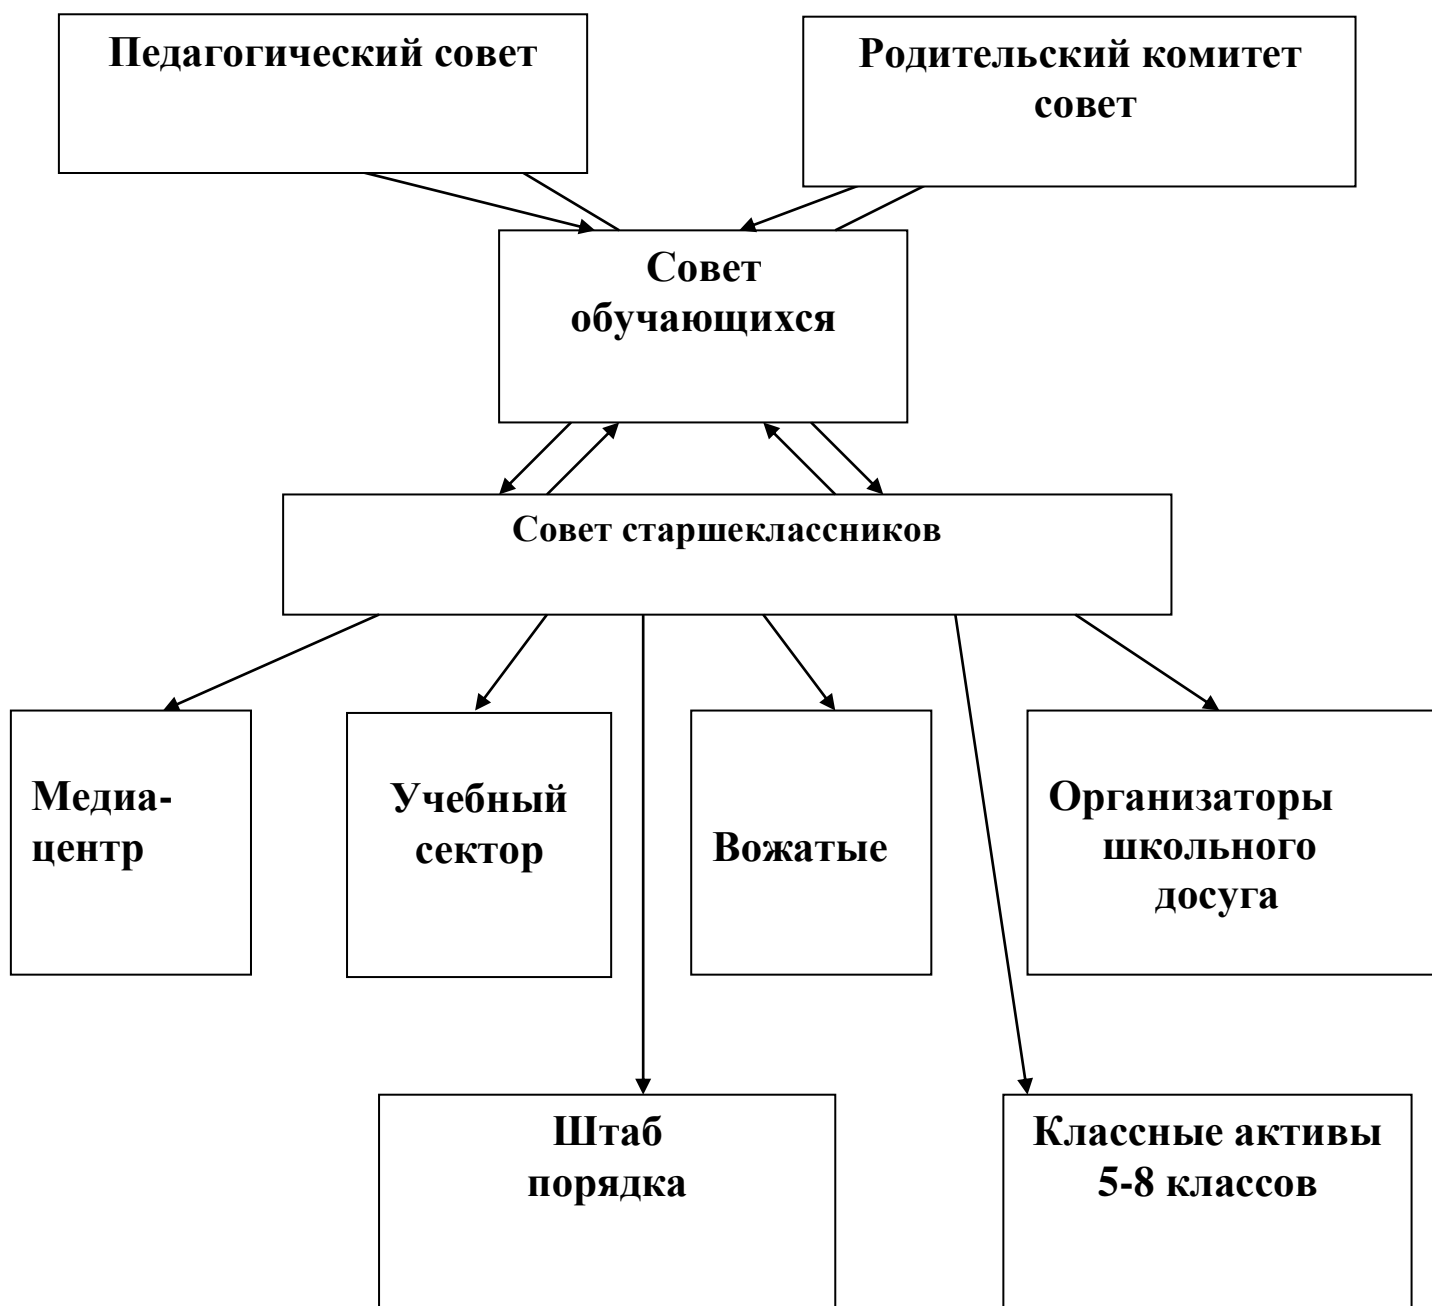 Педагогический совет
Родительский комитет
совет
Совет
обучающихся
Совет старшеклассников
Медиа-
центр
Учебный
сектор
Вожатые
Организаторы
школьного
досуга
Штаб
порядка
Классные активы
5-8 классов